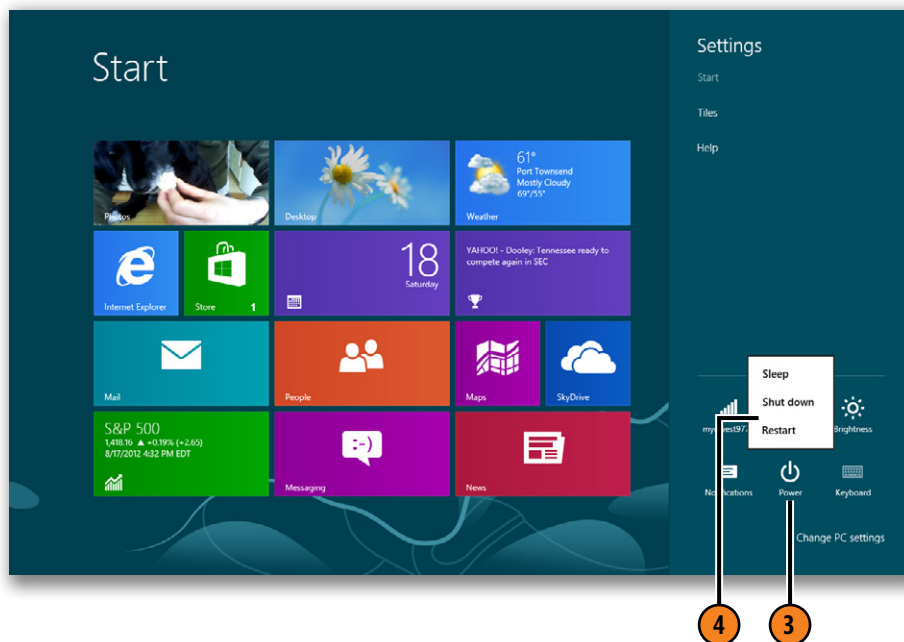 Start
Photos
Desktop
61°
Port Townsend
Mostly Cloudy
69°/55°
Weather
Internet Explorer
Store 1
18
Saturday
YAHOO! - Dooley: Tennessee ready to
compete again in SEC
Mail
People
Maps
SkyDrive
S&P 500
1,418.16 ▲ +0.19% (+2.65)
8/17/2012 4:32 PM EDT
:-)
Messaging
News
Settings
Start
Tiles
Help
Sleep
Shut down
Restart
Brightness
Notifications
Power
Keyboard
Change PC settings
4
3